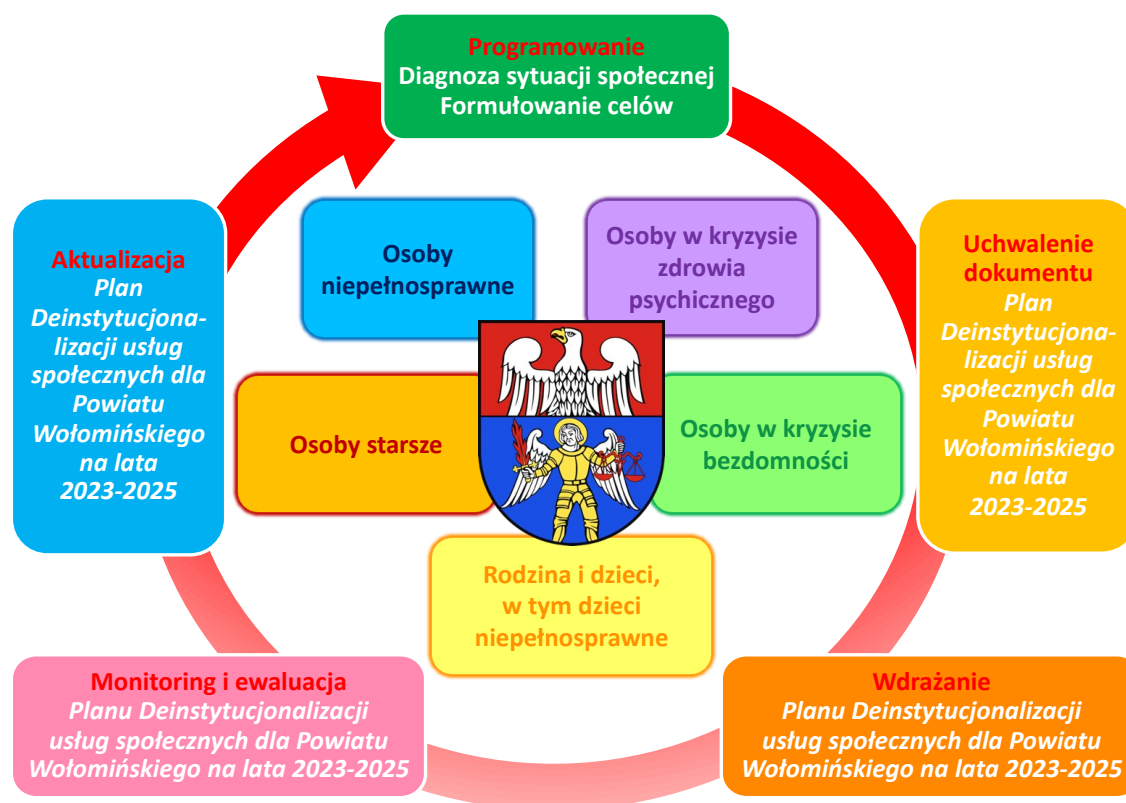 Programowanie
Diagnoza sytuacji społecznej
Formułowanie celów
Osoby
niepełnosprawne
Osoby w kryzysie
zdrowia
psychicznego
Aktualizacja
Plan
Deinstytucjona-
lizacji usług
społecznych dla
Powiatu
Wołomińskiego
na lata
2023-2025
Uchwalenie
dokumentu
Plan
Deinstytucjona-
lizacji usług
społecznych dla
Powiatu
Wołomińskiego
na lata
2023-2025
Osoby starsze
Osoby w kryzysie
bezdomności
Rodzina i dzieci,
w tym dzieci
niepełnosprawne
Monitoring i ewaluacja
Planu Deinstytucjonalizacji
usług społecznych dla Powiatu
Wołomińskiego na lata 2023-2025
Wdrażanie
Planu Deinstytucjonalizacji
usług społecznych dla Powiatu
Wołomińskiego na lata 2023-2025